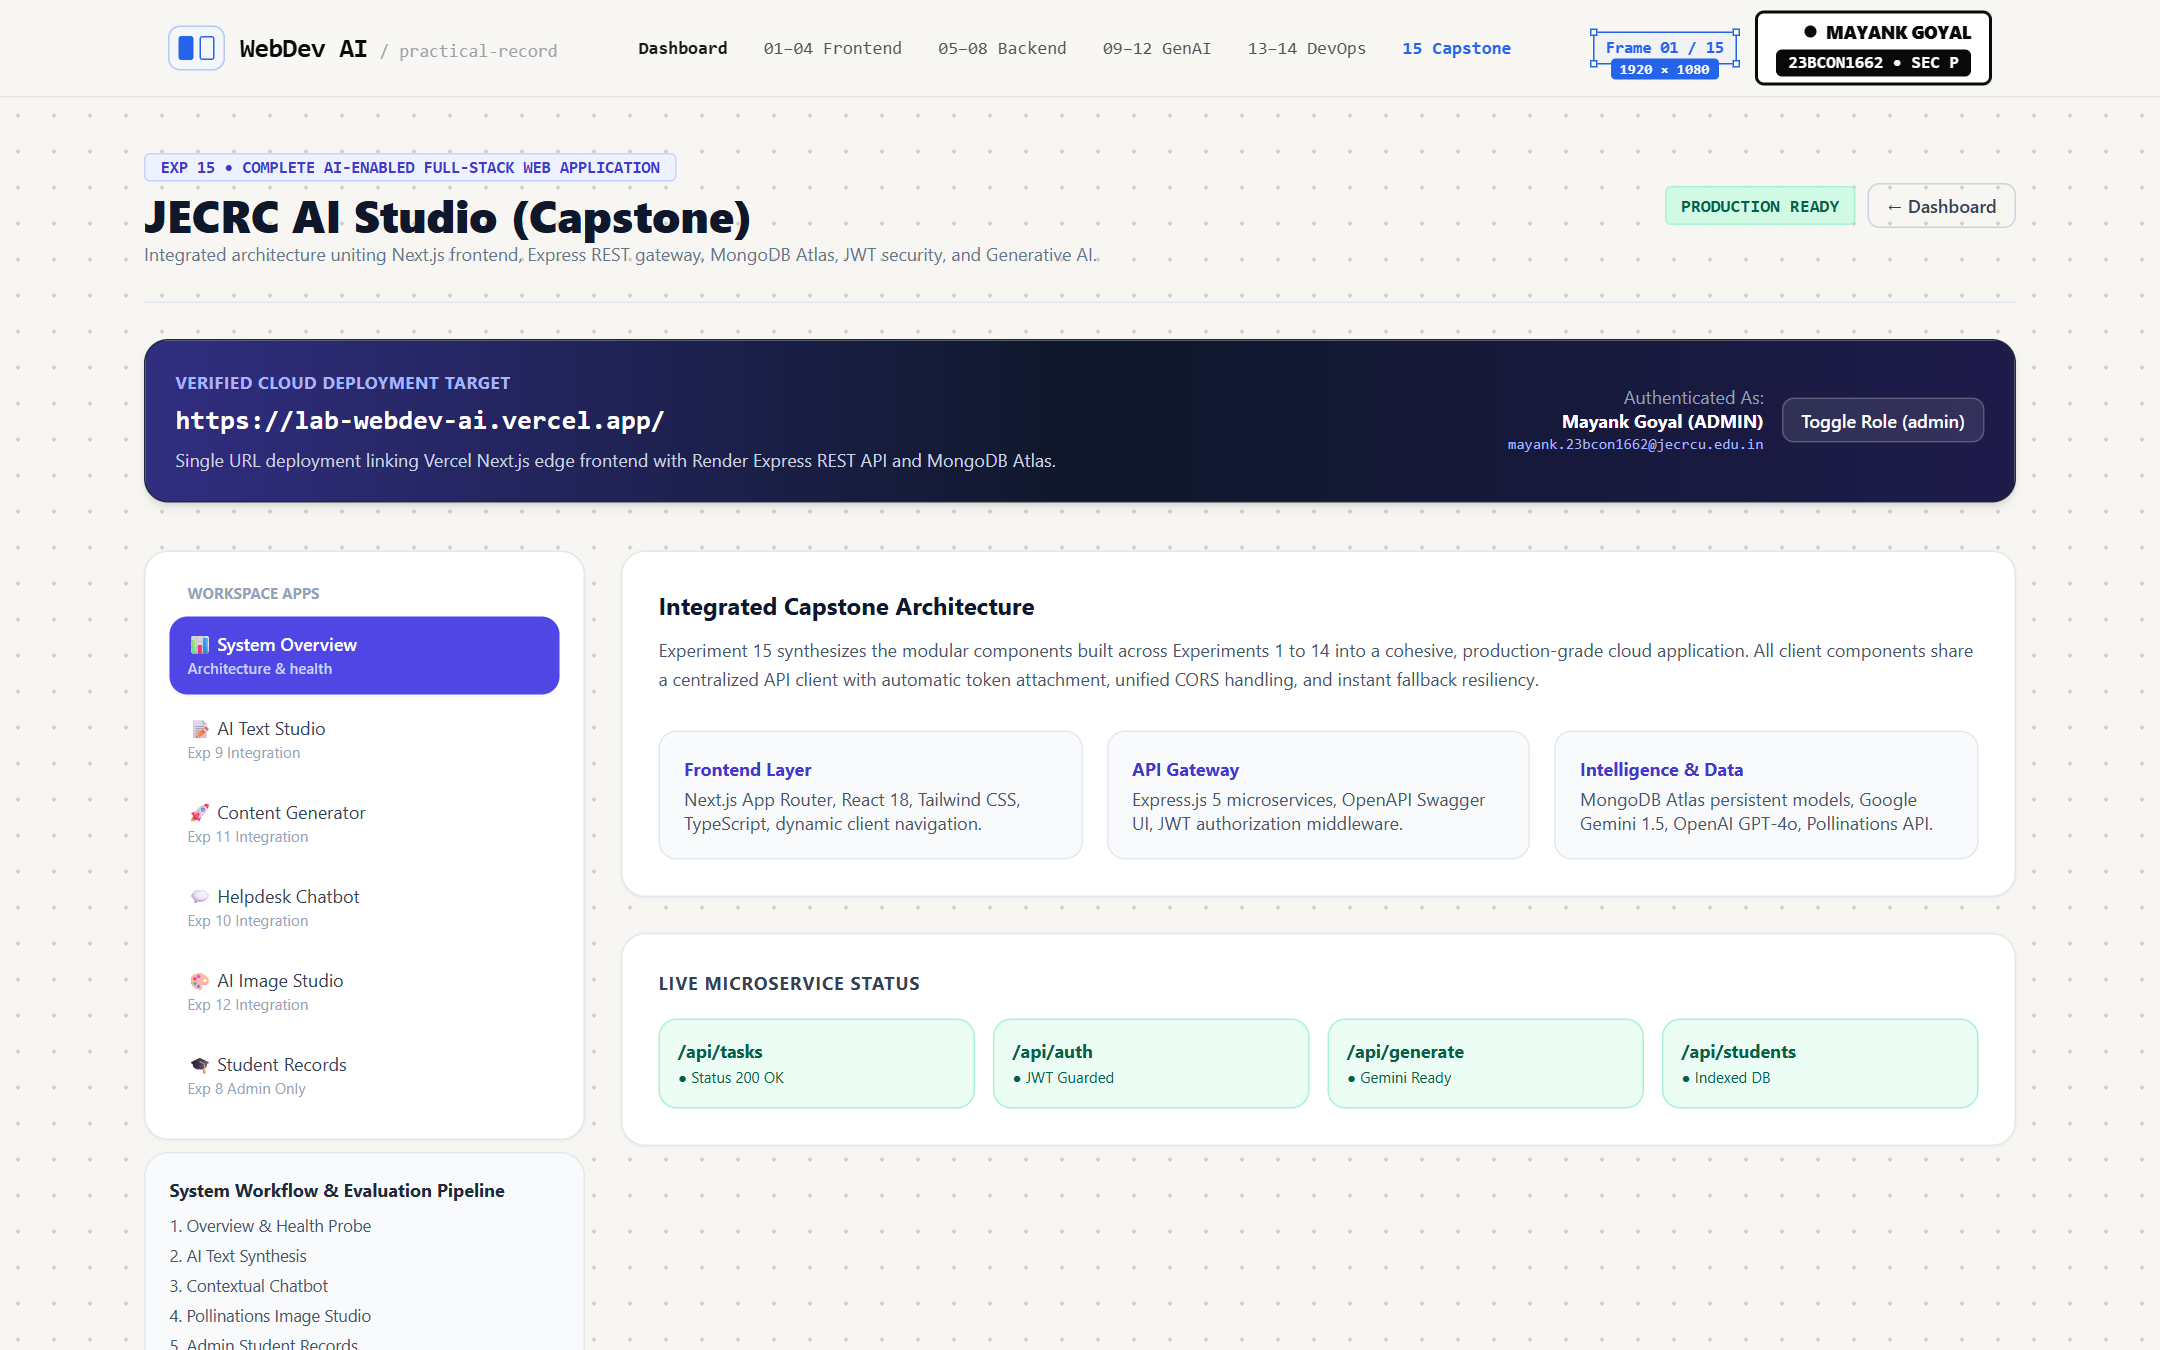 WebDev AI / practical-record
Dashboard
01–04 Frontend
05–08 Backend
09–12 GenAI
13–14 DevOps
15 Capstone
Frame 01 / 15
1920 × 1080
● MAYANK GOYAL
23BCON1662 • SEC P
EXP 15 • COMPLETE AI-ENABLED FULL-STACK WEB APPLICATION
JECRC AI Studio (Capstone)
Integrated architecture uniting Next.js frontend, Express REST gateway, MongoDB Atlas, JWT security, and Generative AI.
PRODUCTION READY
← Dashboard
VERIFIED CLOUD DEPLOYMENT TARGET
https://lab-webdev-ai.vercel.app/
Single URL deployment linking Vercel Next.js edge frontend with Render Express REST API and MongoDB Atlas.
Authenticated As:
Mayank Goyal (ADMIN)
mayank.23bcon1662@jecrcu.edu.in
Toggle Role (admin)
WORKSPACE APPS
📊 System Overview
Architecture & health
📝 AI Text Studio
Exp 9 Integration
🚀 Content Generator
Exp 11 Integration
💬 Helpdesk Chatbot
Exp 10 Integration
🎨 AI Image Studio
Exp 12 Integration
🎓 Student Records
Exp 8 Admin Only
System Workflow & Evaluation Pipeline
1. Overview & Health Probe
2. AI Text Synthesis
3. Contextual Chatbot
4. Pollinations Image Studio
5. Admin Student Records
Integrated Capstone Architecture
Experiment 15 synthesizes the modular components built across Experiments 1 to 14 into a cohesive, production-grade cloud application. All client components share
a centralized API client with automatic token attachment, unified CORS handling, and instant fallback resiliency.
Frontend Layer
Next.js App Router, React 18, Tailwind CSS,
TypeScript, dynamic client navigation.
API Gateway
Express.js 5 microservices, OpenAPI Swagger
UI, JWT authorization middleware.
Intelligence & Data
MongoDB Atlas persistent models, Google
Gemini 1.5, OpenAI GPT-4o, Pollinations API.
LIVE MICROSERVICE STATUS
/api/tasks
● Status 200 OK
/api/auth
● JWT Guarded
/api/generate
● Gemini Ready
/api/students
● Indexed DB